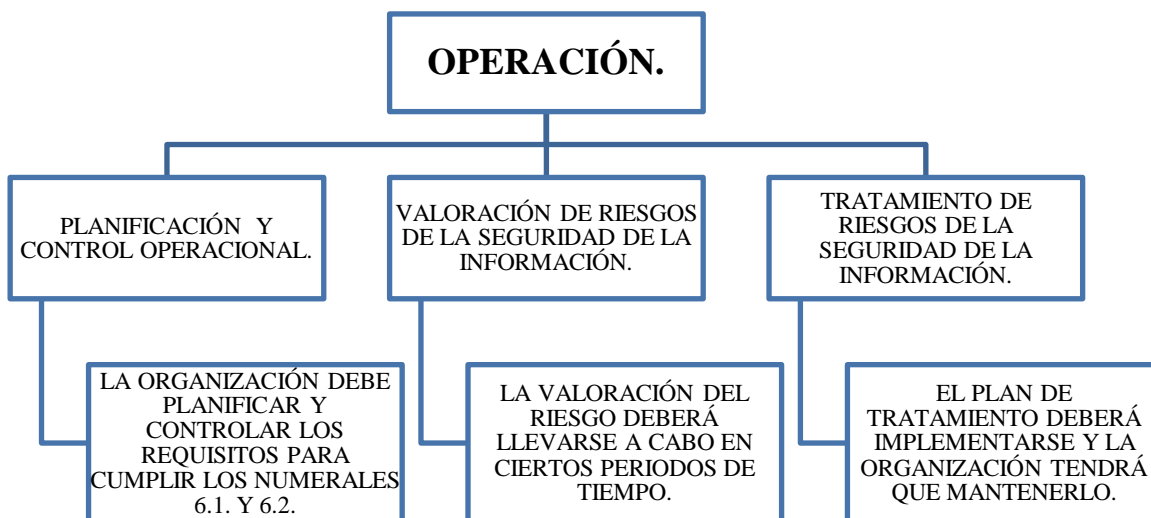 OPERACIÓN.
PLANIFICACIÓN Y
CONTROL OPERACIONAL.
VALORACIÓN DE RIESGOS
DE LA SEGURIDAD DE LA
INFORMACIÓN.
TRATAMIENTO DE
RIESGOS DE LA
SEGURIDAD DE LA
INFORMACIÓN.
LA ORGANIZACIÓN DEBE
PLANIFICAR Y
CONTROLAR LOS
REQUISITOS PARA
CUMPLIR LOS NUMERALES
6.1. Y 6.2.
LA VALORACIÓN DEL
RIESGO DEBERÁ
LLEVARSE A CABO EN
CIERTOS PERIODOS DE
TIEMPO.
EL PLAN DE
TRATAMIENTO DEBERÁ
IMPLEMENTARSE Y LA
ORGANIZACIÓN TENDRÁ
QUE MANTENERLO.